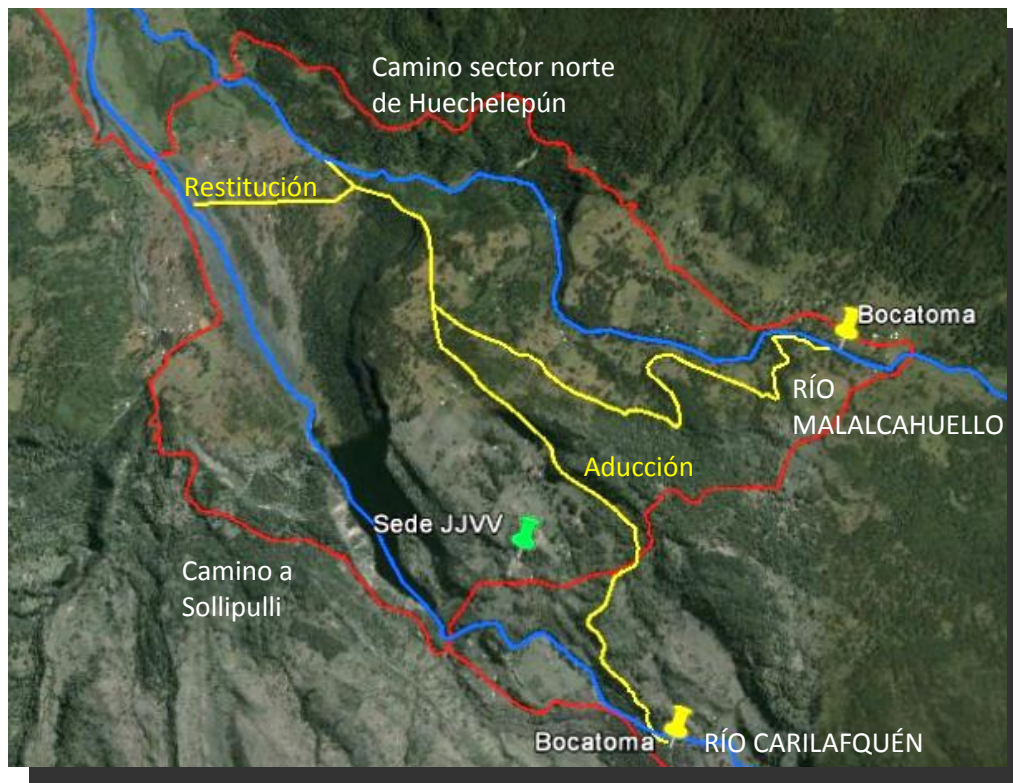 Camino sector norte
de Huechelepún
Restitución
Bocatoma
RÍO
MALALCAHUELLO
Aducción
Sede JJVV
Camino a
Sollipulli
Bocatoma
RÍO CARILAFQUÉN